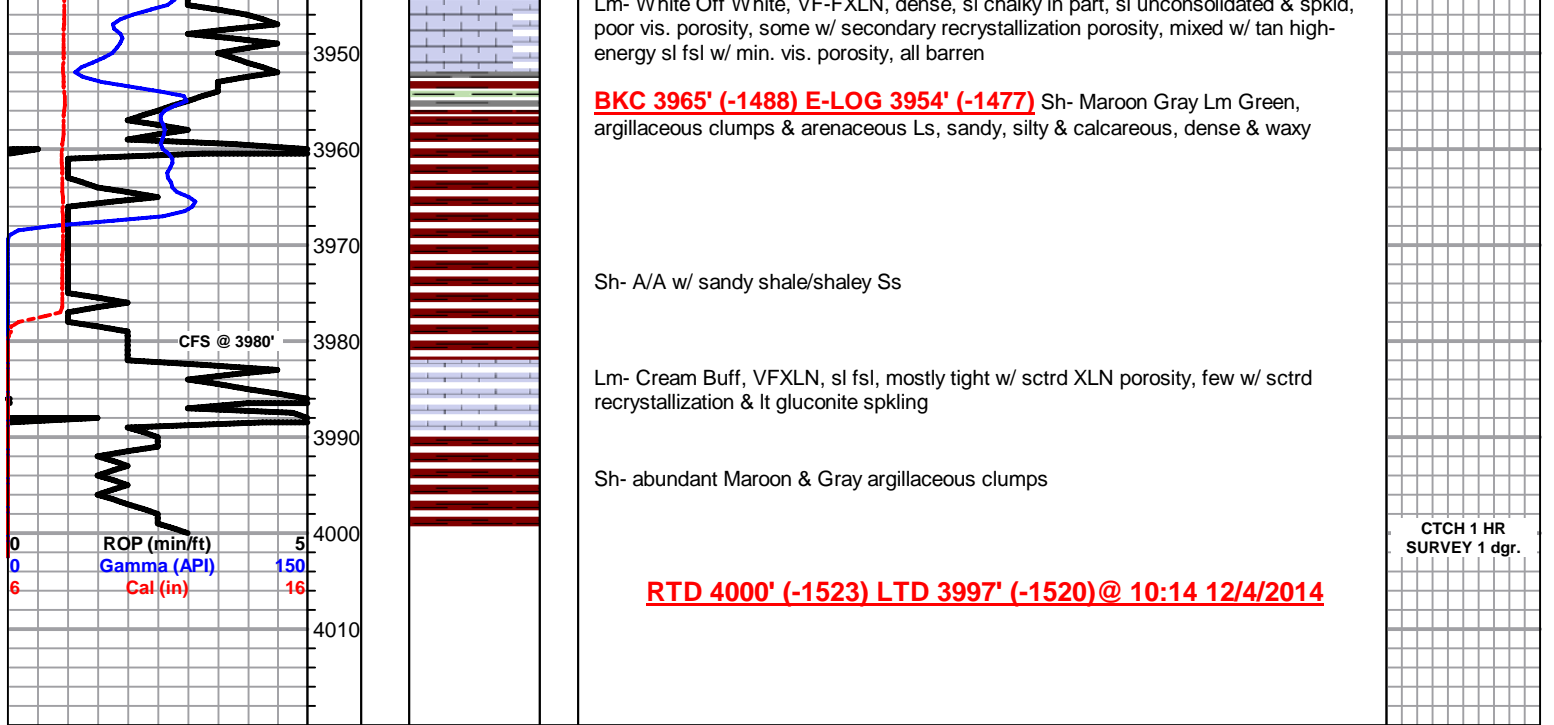 Lm- White Off White, VF-FXLN, dense, sl chalky in part, sl unconsolidated & spkld,
poor vis. porosity, some w/ secondary recrystallization porosity, mixed w/ tan high-
energy sl fsl w/ min. vis. porosity, all barren
3950
BKC 3965' (-1488) E-LOG 3954' (-1477) Sh- Maroon Gray Lm Green,
argillaceous clumps & arenaceous Ls, sandy, silty & calcareous, dense & waxy
3960
3970
Sh- A/A w/ sandy shale/shaley Ss
CFS @ 3980'
3980
Lm- Cream Buff, VFXLN, sl fsl, mostly tight w/ sctrd XLN porosity, few w/ sctrd
recrystallization & lt gluconite spkling
3990
Sh- abundant Maroon & Gray argillaceous clumps
4000
0 ROP (min/ft) 5
0 Gamma (API) 150
6 Cal (in) 16
CTCH 1 HR
SURVEY 1 dgr.
RTD 4000' (-1523) LTD 3997' (-1520)@ 10:14 12/4/2014
4010